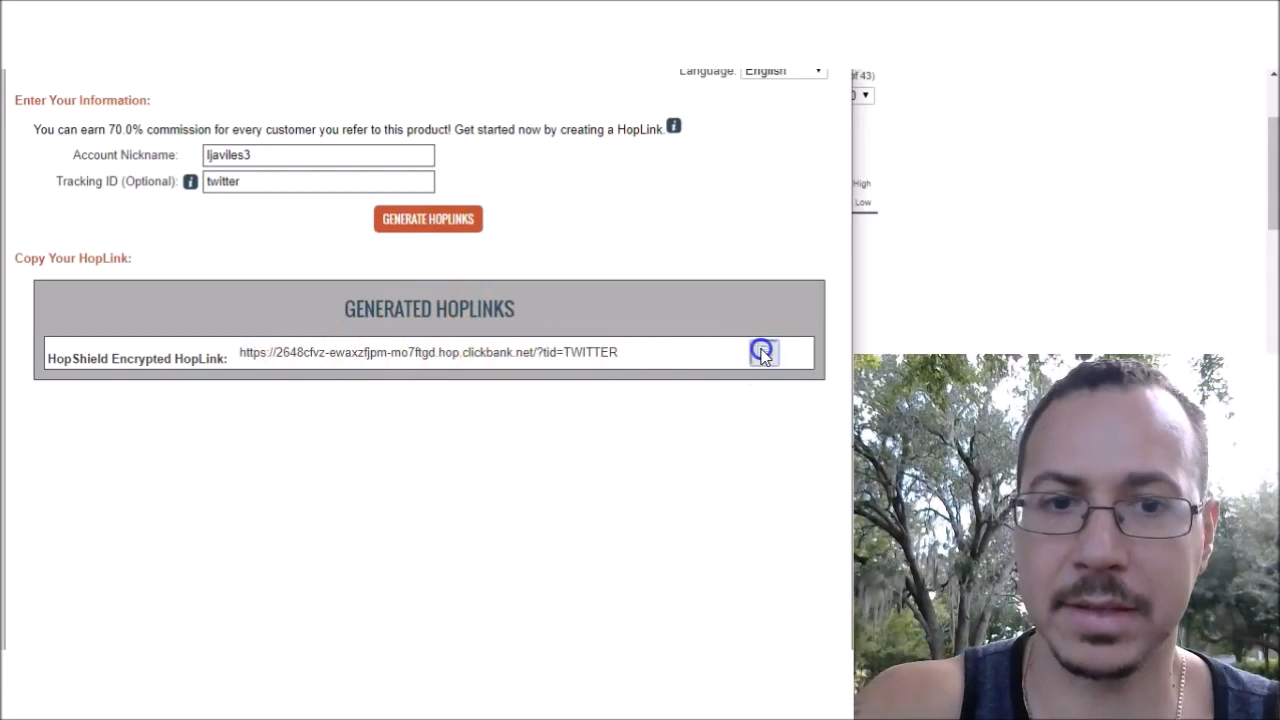 Language: English
of 43)
Enter Your Information:
You can earn 70.0% commission for every customer you refer to this product! Get started now by creating a HopLink.
Account Nickname: ljaviles3
Tracking ID (Optional): twitter
High
Low
GENERATE HOPLINKS
Copy Your HopLink:
GENERATED HOPLINKS
HopShield Encrypted HopLink: https://2648cfvz-ewaxzfjpm-mo7ftgd.hop.clickbank.net/?tid=TWITTER